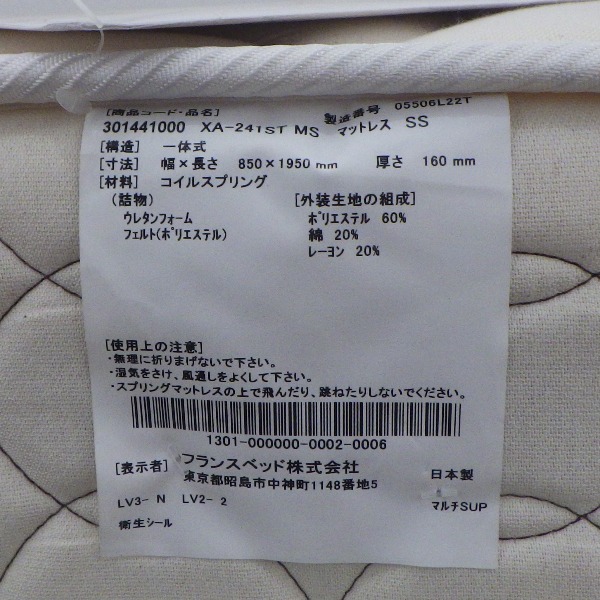 [商品コード・品名] 製造番号 05506L22T
301441000 XA-241ST MS マットレス SS
[構造] 一体式
[寸法] 幅×長さ 850×1950 mm 厚さ 160 mm
[材料] コイルスプリング
(詰物) [外装生地の組成]
ウレタンフォーム ポリエステル 60%
フェルト(ポリエステル) 綿 20%
レーヨン 20%
[使用上の注意]
・無理に折りまげないで下さい。
・湿気をさけ、風通しをよくして下さい。
・スプリングマットレスの上で飛んだり、跳ねたりしないでください。
1301-000000-0002-0006
[表示者] フランスベッド株式会社
東京都昭島市中神町1148番地5 日本製
LV3- N LV2- 2 マルチSUP
衛生シール